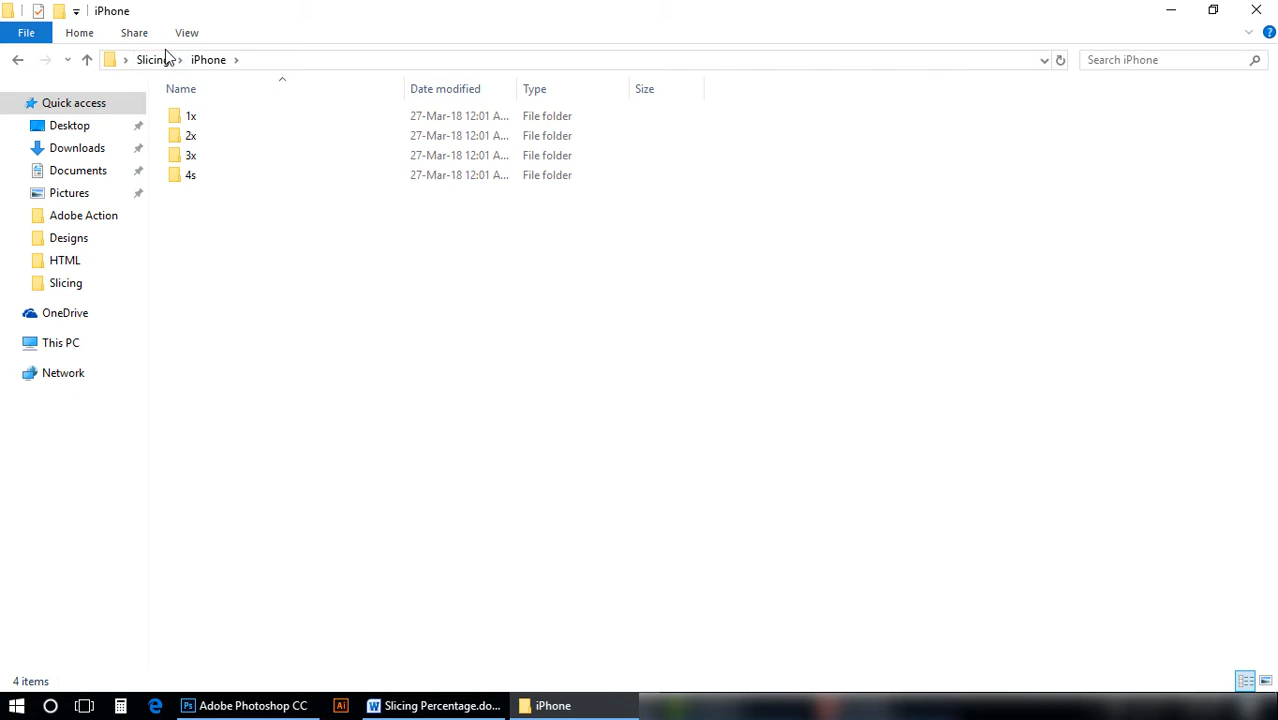 iPhone
File Home Share View
Slicing iPhone Search iPhone
Name Date modified Type Size
Quick access
1x 27-Mar-18 12:01 A... File folder
Desktop
2x 27-Mar-18 12:01 A... File folder
Downloads
3x 27-Mar-18 12:01 A... File folder
Documents
4s 27-Mar-18 12:01 A... File folder
Pictures
Adobe Action
Designs
HTML
Slicing
OneDrive
This PC
Network
4 items
Ps Adobe Photoshop CC Ai Slicing Percentage.do... iPhone